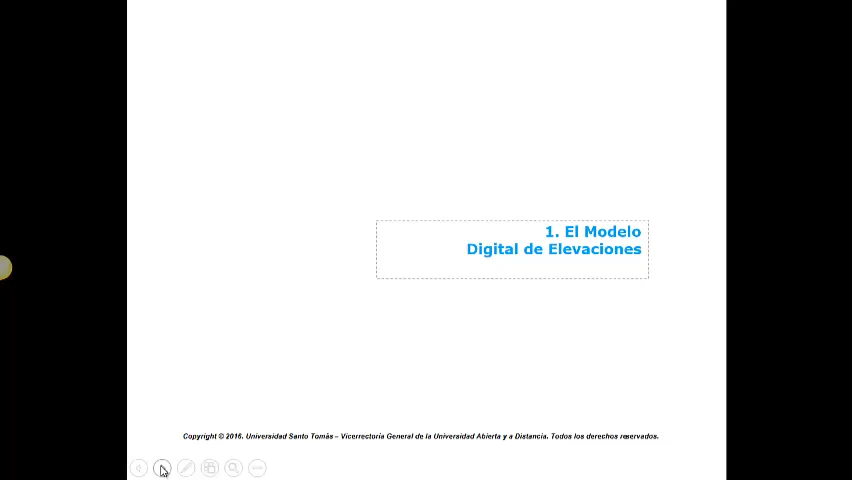 1. El Modelo
Digital de Elevaciones
Copyright © 2016. Universidad Santo Tomás – Vicerrectoría General de la Universidad Abierta y a Distancia. Todos los derechos reservados.